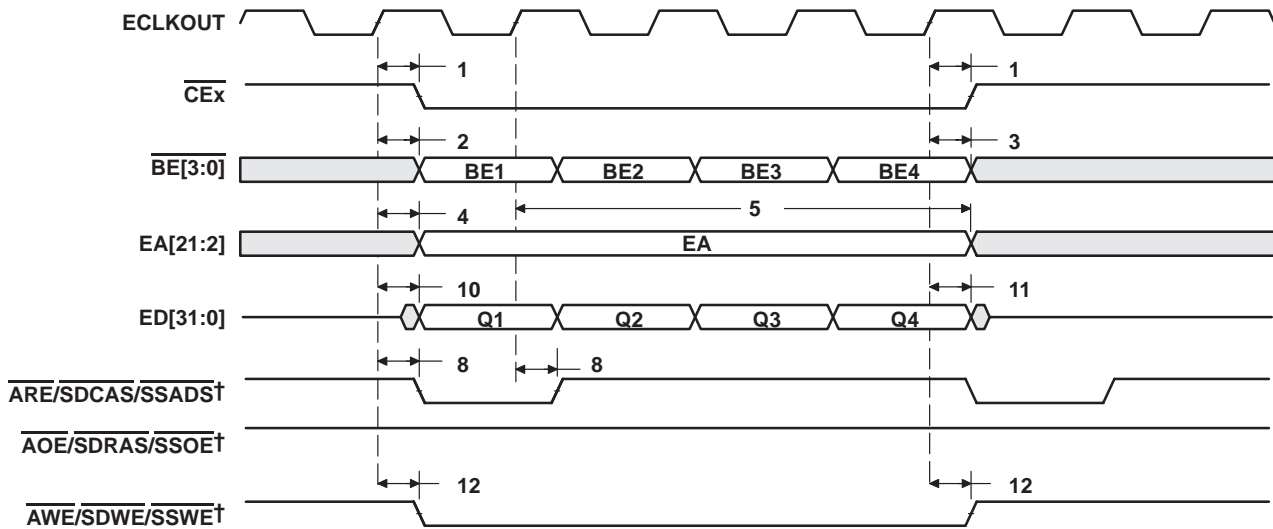 ECLKOUT
1 1
CEx
2 3
BE[3:0] BE1 BE2 BE3 BE4
5
4
EA[21:2] EA
10 11
ED[31:0] Q1 Q2 Q3 Q4
8 8
ARE/SDCAS/SSADS†
AOE/SDRAS/SSOE†
12 12
AWE/SDWE/SSWE†